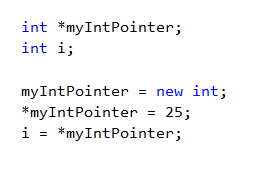 int *myIntPointer;
int i;
myIntPointer = new int;
*myIntPointer = 25;
i = *myIntPointer;